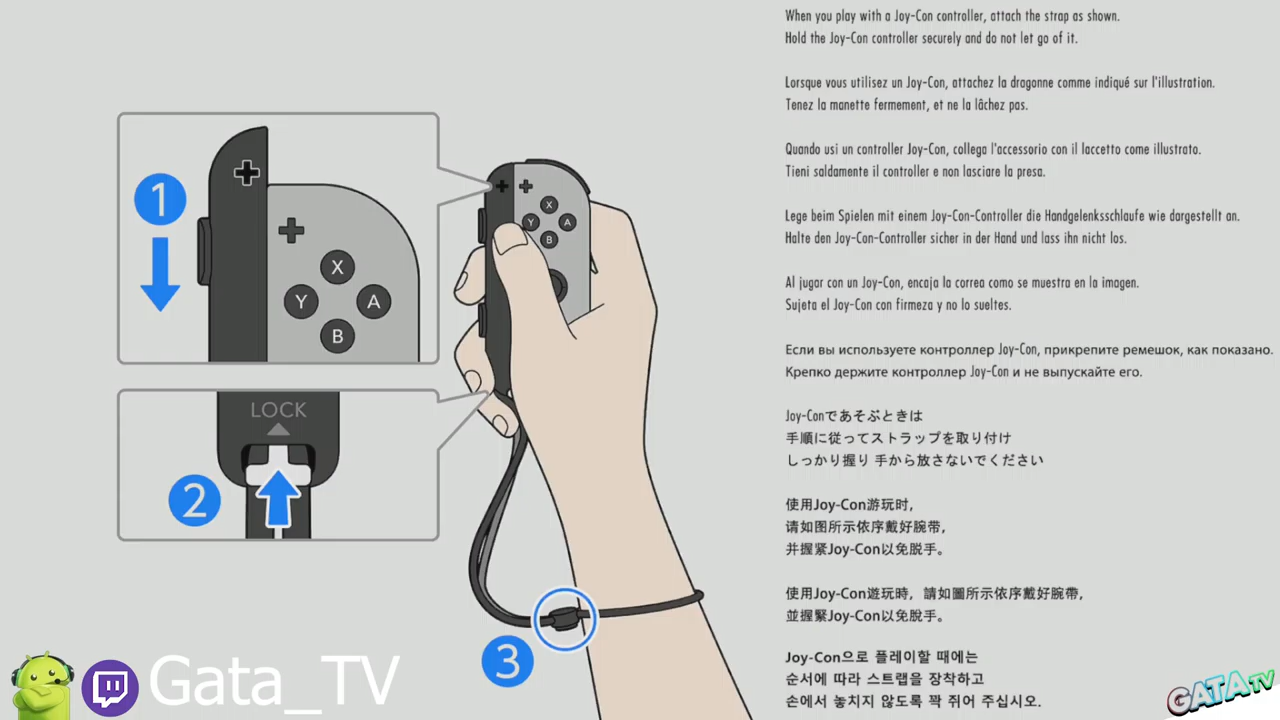 When you play with a Joy-Con controller, attach the strap as shown.
Hold the Joy-Con controller securely and do not let go of it.
Lorsque vous utilisez un Joy-Con, attachez la dragonne comme indiqué sur l'illustration.
Tenez la manette fermement, et ne la lâchez pas.
Quando usi un controller Joy-Con, collega l'accessorio con il laccetto come illustrato.
Tieni saldamente il controller e non lasciare la presa.
Lege beim Spielen mit einem Joy-Con-Controller die Handgelenksschlaufe wie dargestellt an.
Halte den Joy-Con-Controller sicher in der Hand und lass ihn nicht los.
Al jugar con un Joy-Con, encaja la correa como se muestra en la imagen.
Sujeta el Joy-Con con firmeza y no lo sueltes.
Если вы используете контроллер Joy-Con, прикрепите ремешок, как показано.
Крепко держите контроллер Joy-Con и не выпускайте его.
Joy-Conであそぶときは
手順に従ってストラップを取り付け
しっかり握り 手から放さないでください
使用Joy-Con游玩时,
请如图所示依序戴好腕带,
并握紧Joy-Con以免脱手。
使用Joy-Con遊玩時，請如圖所示依序戴好腕帶,
並握緊Joy-Con以免脫手。
Joy-Con으로 플레이할 때에는
순서에 따라 스트랩을 장착하고
손에서 놓치지 않도록 꽉 쥐어 주십시오.
1
X
Y A
B
X
Y A
B
LOCK
2
3
Gata_TV
GATA TV